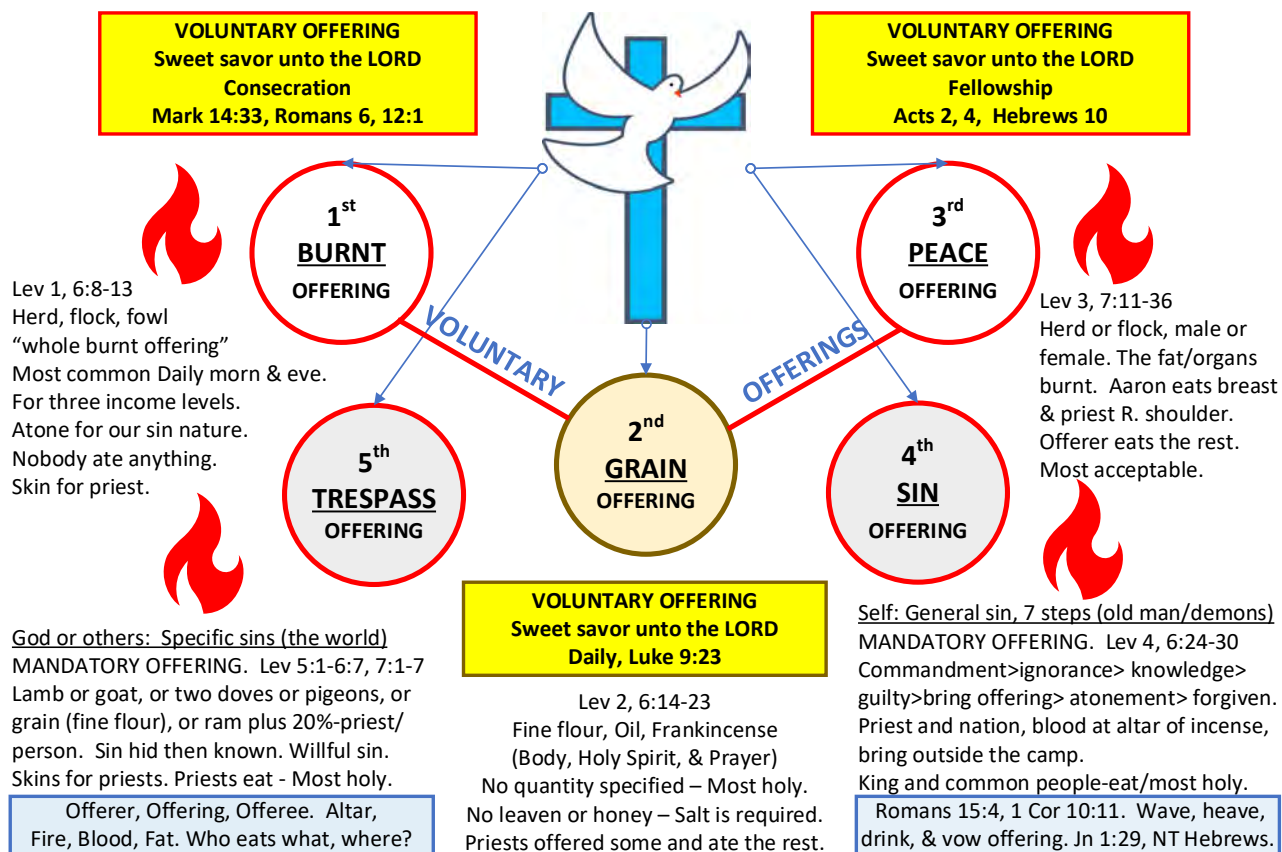 VOLUNTARY OFFERING
Sweet savor unto the LORD
Consecration
Mark 14:33, Romans 6, 12:1
VOLUNTARY OFFERING
Sweet savor unto the LORD
Fellowship
Acts 2, 4, Hebrews 10
1st
BURNT
OFFERING
3rd
PEACE
OFFERING
Lev 1, 6:8-13
Herd, flock, fowl
“whole burnt offering”
Most common Daily morn & eve.
For three income levels.
Atone for our sin nature.
Nobody ate anything.
Skin for priest.
VOLUNTARY
OFFERINGS
Lev 3, 7:11-36
Herd or flock, male or
female. The fat/organs
burnt. Aaron eats breast
& priest R. shoulder.
Offerer eats the rest.
Most acceptable.
5th
TRESPASS
OFFERING
2nd
GRAIN
OFFERING
4th
SIN
OFFERING
God or others: Specific sins (the world)
MANDATORY OFFERING. Lev 5:1-6:7, 7:1-7
Lamb or goat, or two doves or pigeons, or
grain (fine flour), or ram plus 20%-priest/
person. Sin hid then known. Willful sin.
Skins for priests. Priests eat - Most holy.
Offerer, Offering, Offeree. Altar,
Fire, Blood, Fat. Who eats what, where?
VOLUNTARY OFFERING
Sweet savor unto the LORD
Daily, Luke 9:23
Lev 2, 6:14-23
Fine flour, Oil, Frankincense
(Body, Holy Spirit, & Prayer)
No quantity specified – Most holy.
No leaven or honey – Salt is required.
Priests offered some and ate the rest.
Self: General sin, 7 steps (old man/demons)
MANDATORY OFFERING. Lev 4, 6:24-30
Commandment>ignorance> knowledge>
guilty>bring offering> atonement> forgiven.
Priest and nation, blood at altar of incense,
bring outside the camp.
King and common people-eat/most holy.
Romans 15:4, 1 Cor 10:11. Wave, heave,
drink, & vow offering. Jn 1:29, NT Hebrews.